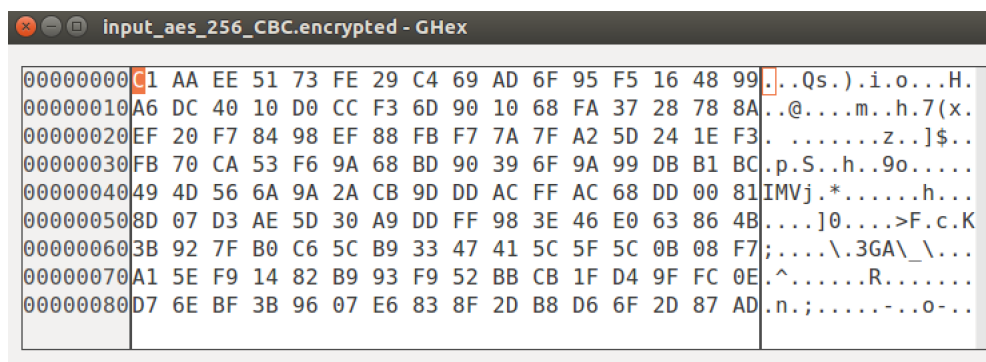 input_aes_256_CBC.encrypted - GHex
00000000 C1 AA EE 51 73 FE 29 C4 69 AD 6F 95 F5 16 48 99 ...Qs.).i.o...H.
00000010 A6 DC 40 10 D0 CC F3 6D 90 10 68 FA 37 28 78 8A ..@....m..h.7(x.
00000020 EF 20 F7 84 98 EF 88 FB F7 7A 7F A2 5D 24 1E F3 . .......z..]$..
00000030 FB 70 CA 53 F6 9A 68 BD 90 39 6F 9A 99 DB B1 BC .p.S..h..9o.....
00000040 49 4D 56 6A 9A 2A CB 9D DD AC FF AC 68 DD 00 81 IMVj.*......h...
00000050 8D 07 D3 AE 5D 30 A9 DD FF 98 3E 46 E0 63 86 4B ....]0....>F.c.K
00000060 3B 92 7F B0 C6 5C B9 33 47 41 5C 5F 5C 0B 08 F7 ;....\.3GA\_\...
00000070 A1 5E F9 14 82 B9 93 F9 52 BB CB 1F D4 9F FC 0E .^......R.......
00000080 D7 6E BF 3B 96 07 E6 83 8F 2D B8 D6 6F 2D 87 AD .n.;.....-..o-..